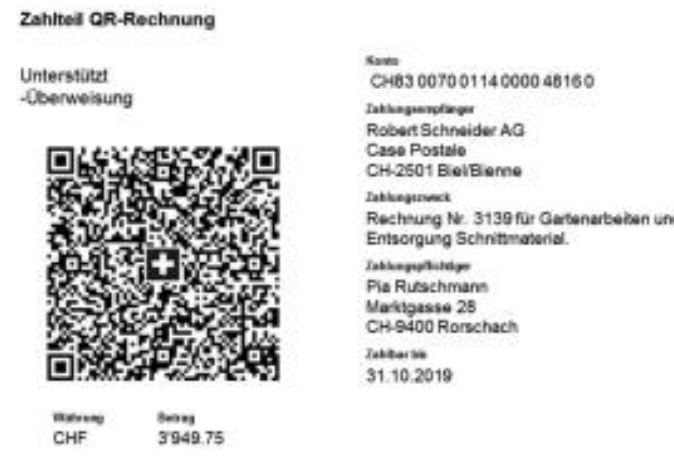 Zahlteil QR-Rechnung
Unterstützt
-Überweisung
Währung
CHF
Betrag
3'949.75
Konto
CH83 0070 0114 0000 4816 0
Zahlungsempfänger
Robert Schneider AG
Case Postale
CH-2501 Biel/Bienne
Zahlungszweck
Rechnung Nr. 3139 für Gartenarbeiten und
Entsorgung Schnittmaterial.
Zahlungspflichtiger
Pia Rutschmann
Marktgasse 28
CH-9400 Rorschach
Zahlbar bis
31.10.2019